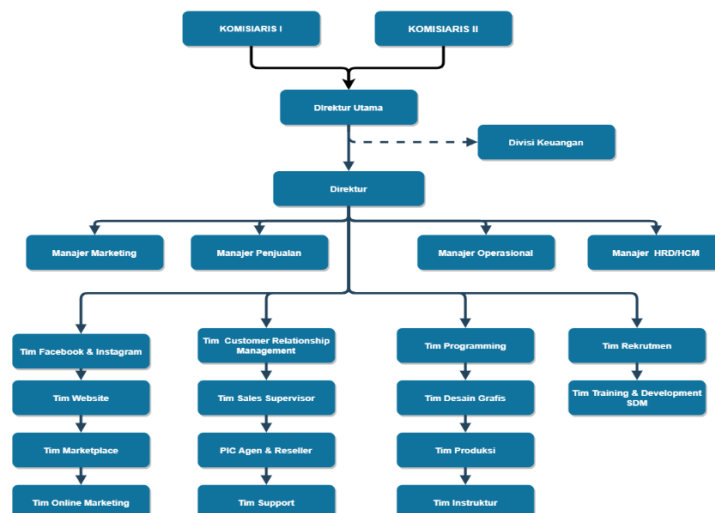 KOMISIARIS I
KOMISIARIS II
Direktur Utama
Divisi Keuangan
Direktur
Manajer Marketing
Manajer Penjualan
Manajer Operasional
Manajer HRD/HCM
Tim Facebook & Instagram
Tim Customer Relationship
Management
Tim Programming
Tim Rekrutmen
Tim Website
Tim Sales Supervisor
Tim Desain Grafis
Tim Training & Development
SDM
Tim Marketplace
PIC Agen & Reseller
Tim Produksi
Tim Online Marketing
Tim Support
Tim Instruktur